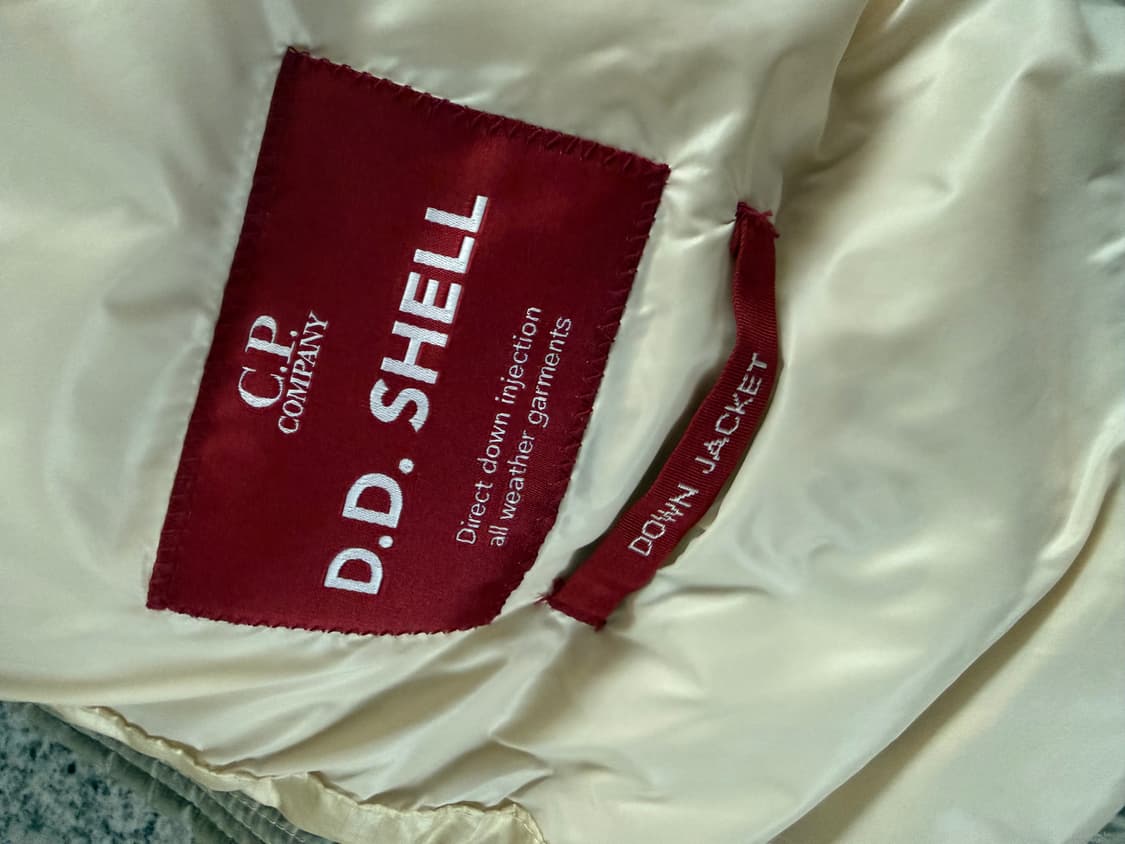 C.P.
COMPANY
D.D. SHELL
Direct down injection
all weather garments
DOWN JACKET